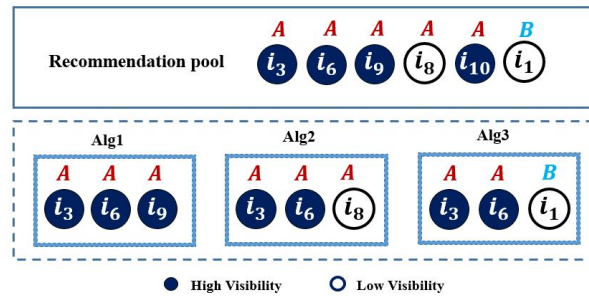 A A A A A B
Recommendation pool i3 i6 i9 i8 i10 i1
Alg1 Alg2 Alg3
A A A A A A A A B
i3 i6 i9 i3 i6 i8 i3 i6 i1
High Visibility Low Visibility